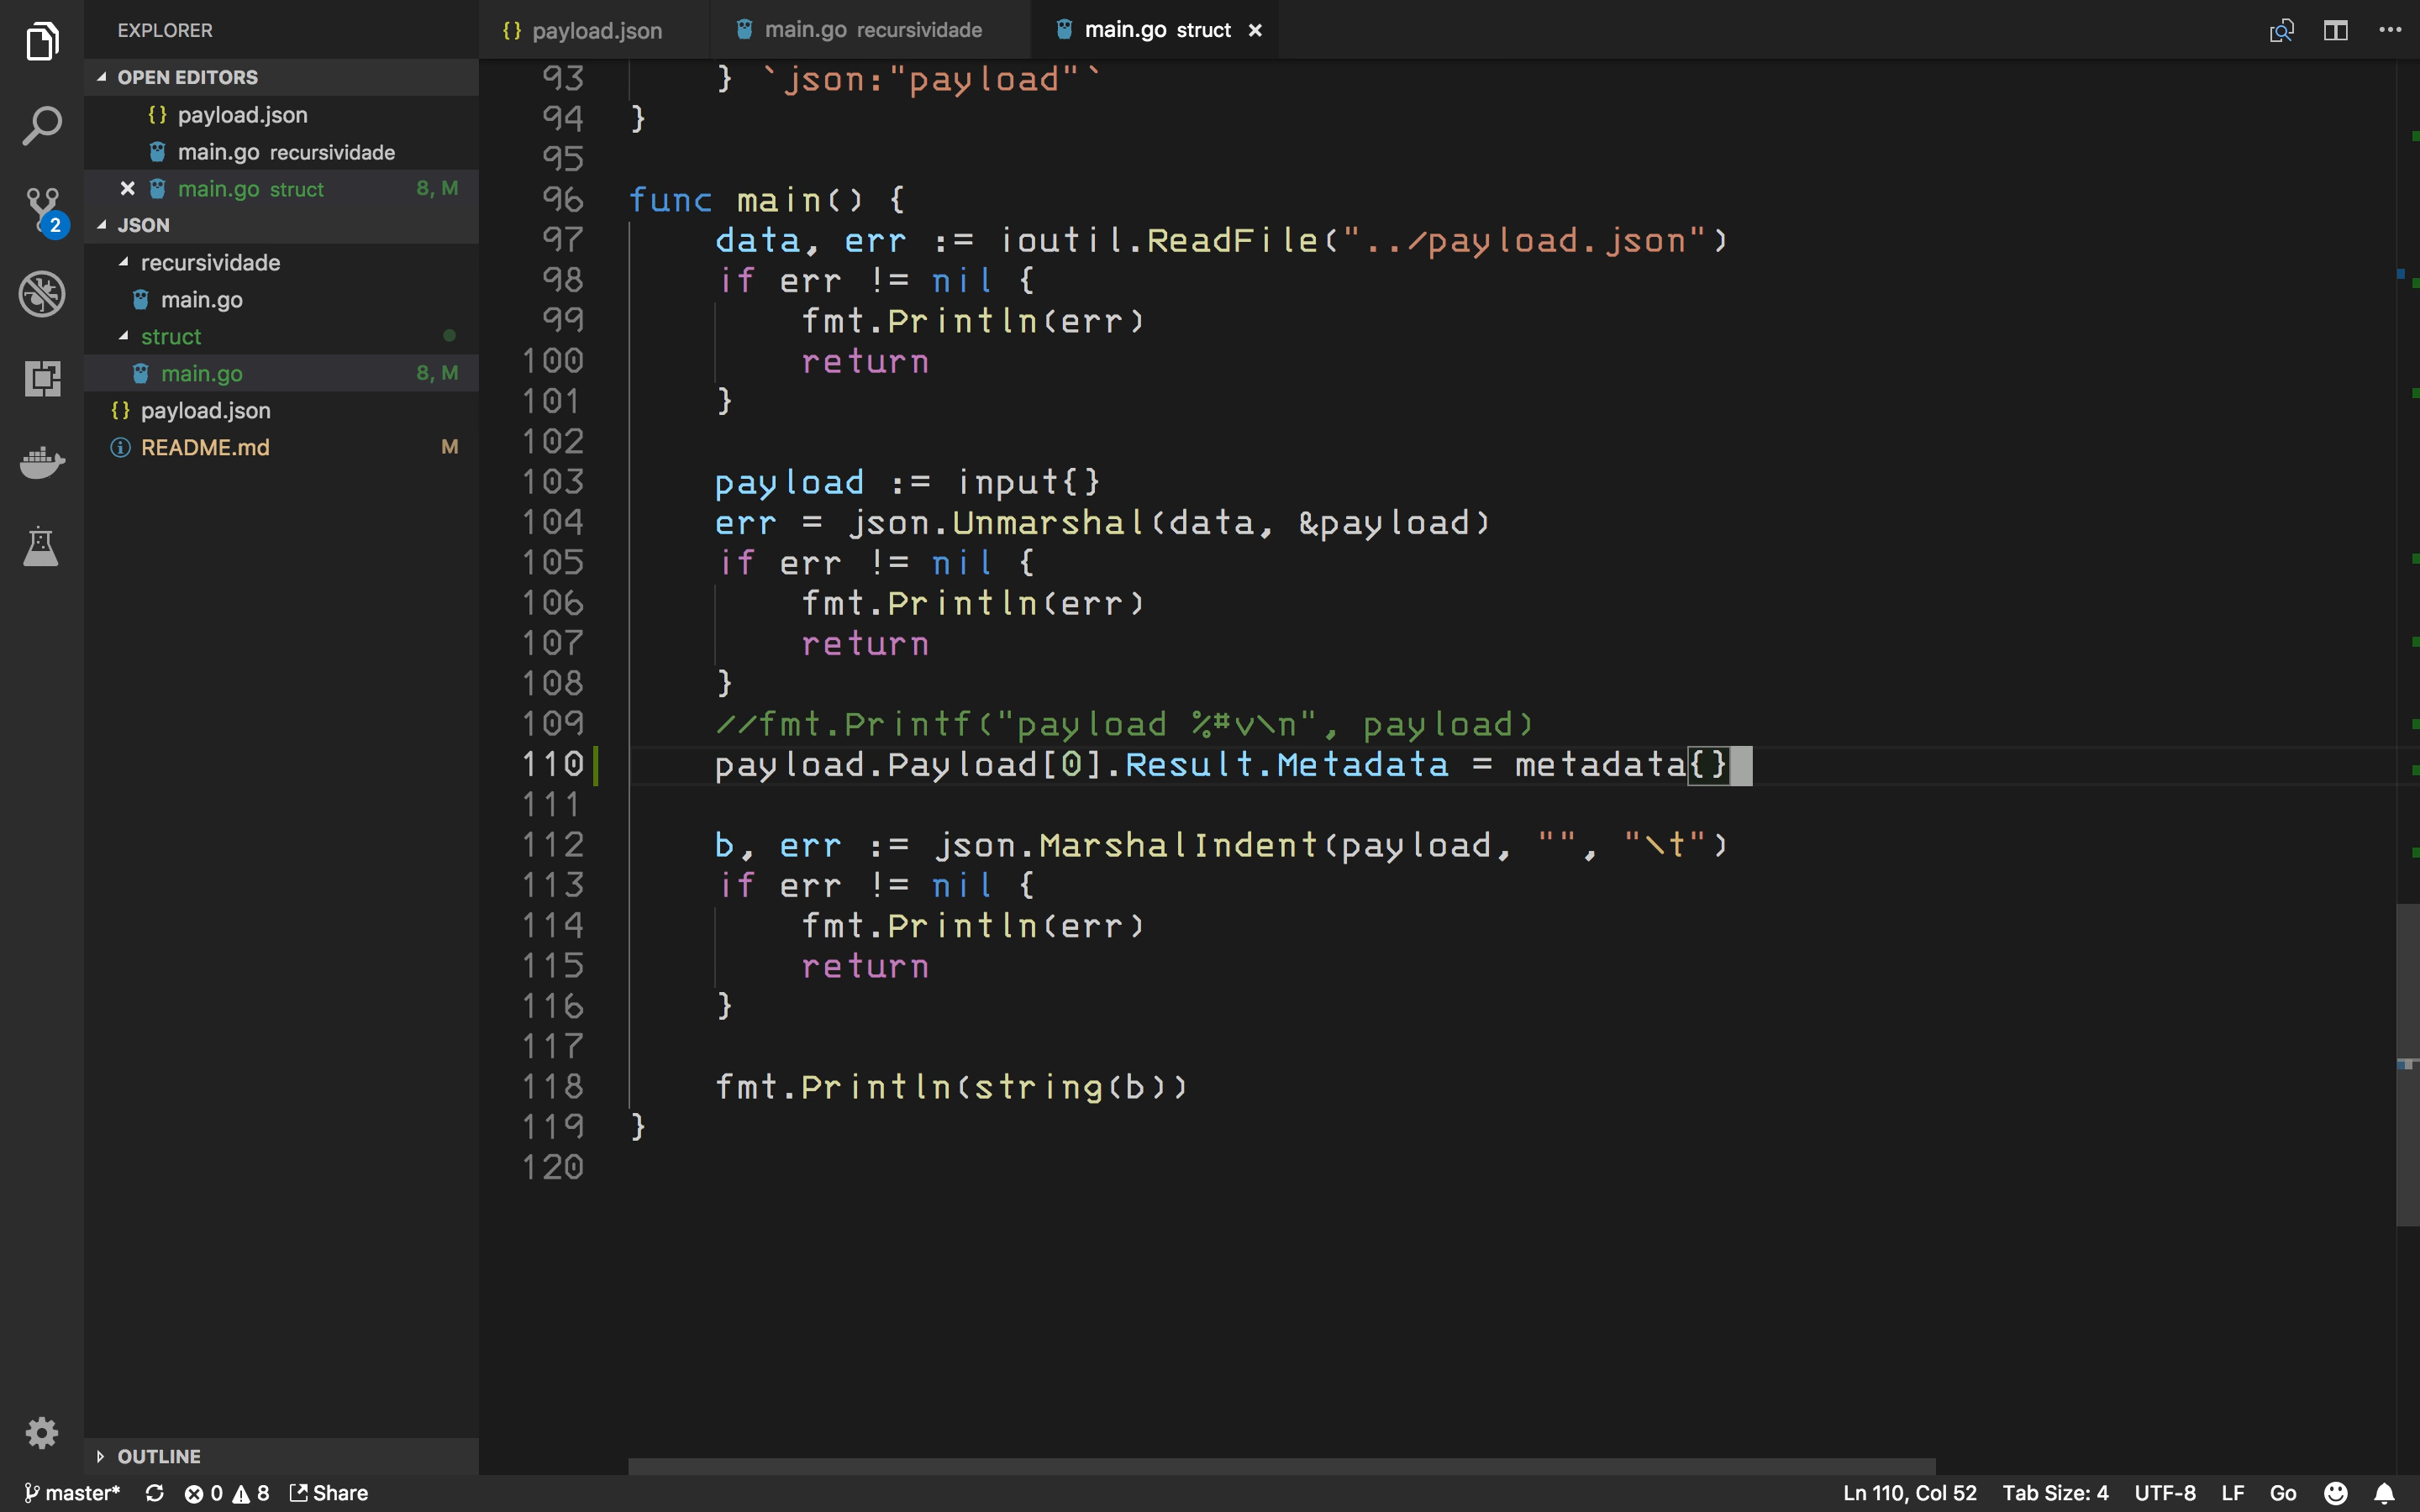 EXPLORER
OPEN EDITORS
{} payload.json
main.go recursividade
× main.go struct 8, M
JSON
recursividade
main.go
struct
main.go 8, M
{} payload.json
README.md M
OUTLINE
2
{} payload.json main.go recursividade main.go struct ×
93 } `json:"payload"`
94 }
95
96 func main() {
97 data, err := ioutil.ReadFile("../payload.json")
98 if err != nil {
99 fmt.Println(err)
100 return
101 }
102
103 payload := input{}
104 err = json.Unmarshal(data, &payload)
105 if err != nil {
106 fmt.Println(err)
107 return
108 }
109 //fmt.Printf("payload %#v\n", payload)
110 payload.Payload[0].Result.Metadata = metadata{}
111
112 b, err := json.MarshalIndent(payload, "", "\t")
113 if err != nil {
114 fmt.Println(err)
115 return
116 }
117
118 fmt.Println(string(b))
119 }
120
master* 0 8 Share Ln 110, Col 52 Tab Size: 4 UTF-8 LF Go